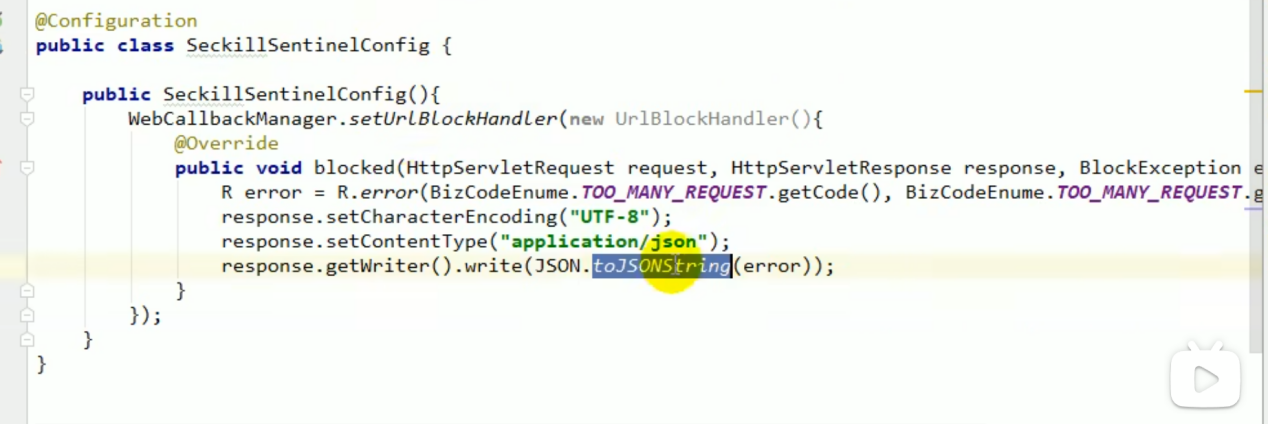 @Configuration
public class SeckillSentinelConfig {
public SeckillSentinelConfig(){
WebCallbackManager.setUrlBlockHandler(new UrlBlockHandler(){
@Override
public void blocked(HttpServletRequest request, HttpServletResponse response, BlockException e
R error = R.error(BizCodeEnume.TOO_MANY_REQUEST.getCode(), BizCodeEnume.TOO_MANY_REQUEST.g
response.setCharacterEncoding("UTF-8");
response.setContentType("application/json");
response.getWriter().write(JSON.toJSONString(error));
}
});
}
}